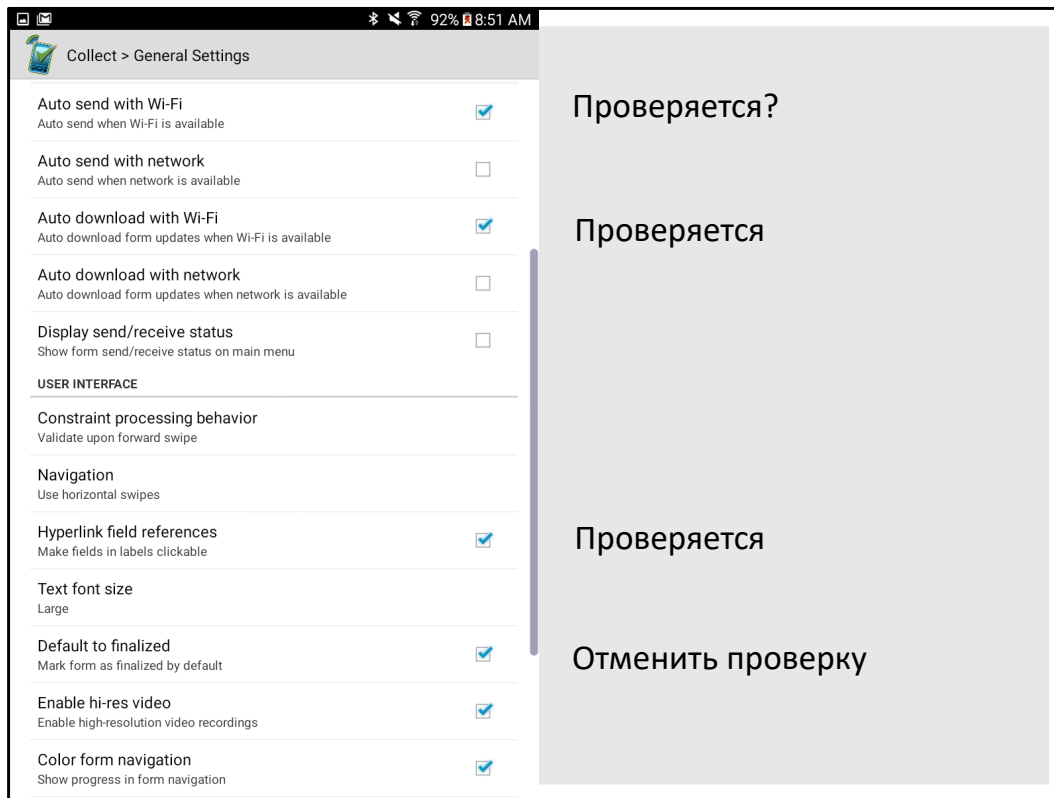 92% 8:51 AM
Collect > General Settings
Auto send with Wi-Fi
Auto send when Wi-Fi is available
Проверяется?
Auto send with network
Auto send when network is available
Auto download with Wi-Fi
Auto download form updates when Wi-Fi is available
Проверяется
Auto download with network
Auto download form updates when network is available
Display send/receive status
Show form send/receive status on main menu
USER INTERFACE
Constraint processing behavior
Validate upon forward swipe
Navigation
Use horizontal swipes
Hyperlink field references
Make fields in labels clickable
Проверяется
Text font size
Large
Default to finalized
Mark form as finalized by default
Отменить проверку
Enable hi-res video
Enable high-resolution video recordings
Color form navigation
Show progress in form navigation